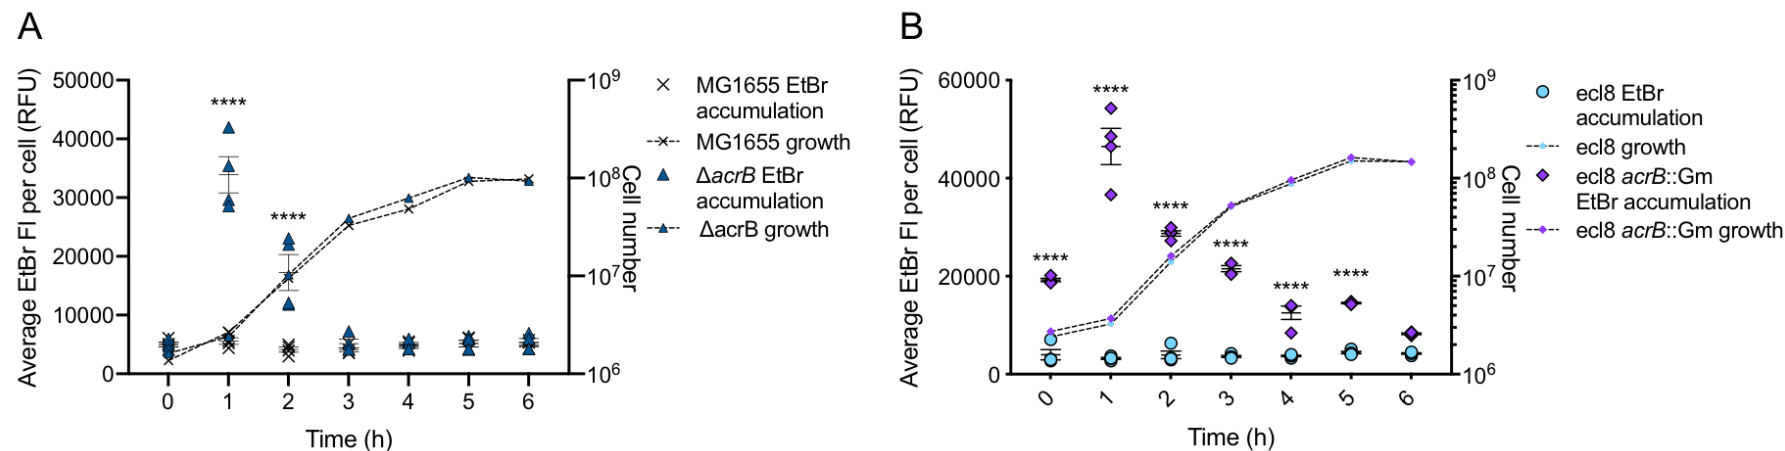 A
Average EtBr FI per cell (RFU)
50000
40000
30000
20000
10000
0
****
****
10^9
10^8
10^7
10^6
Cell number
0 1 2 3 4 5 6
Time (h)
MG1655 EtBr
accumulation
MG1655 growth
ΔacrB EtBr
accumulation
ΔacrB growth
B
Average EtBr FI per cell (RFU)
60000
40000
20000
0
****
****
****
****
****
****
10^9
10^8
10^7
10^6
Cell number
0 1 2 3 4 5 6
Time (h)
ecl8 EtBr
accumulation
ecl8 growth
ecl8 acrB::Gm
EtBr accumulation
ecl8 acrB::Gm growth